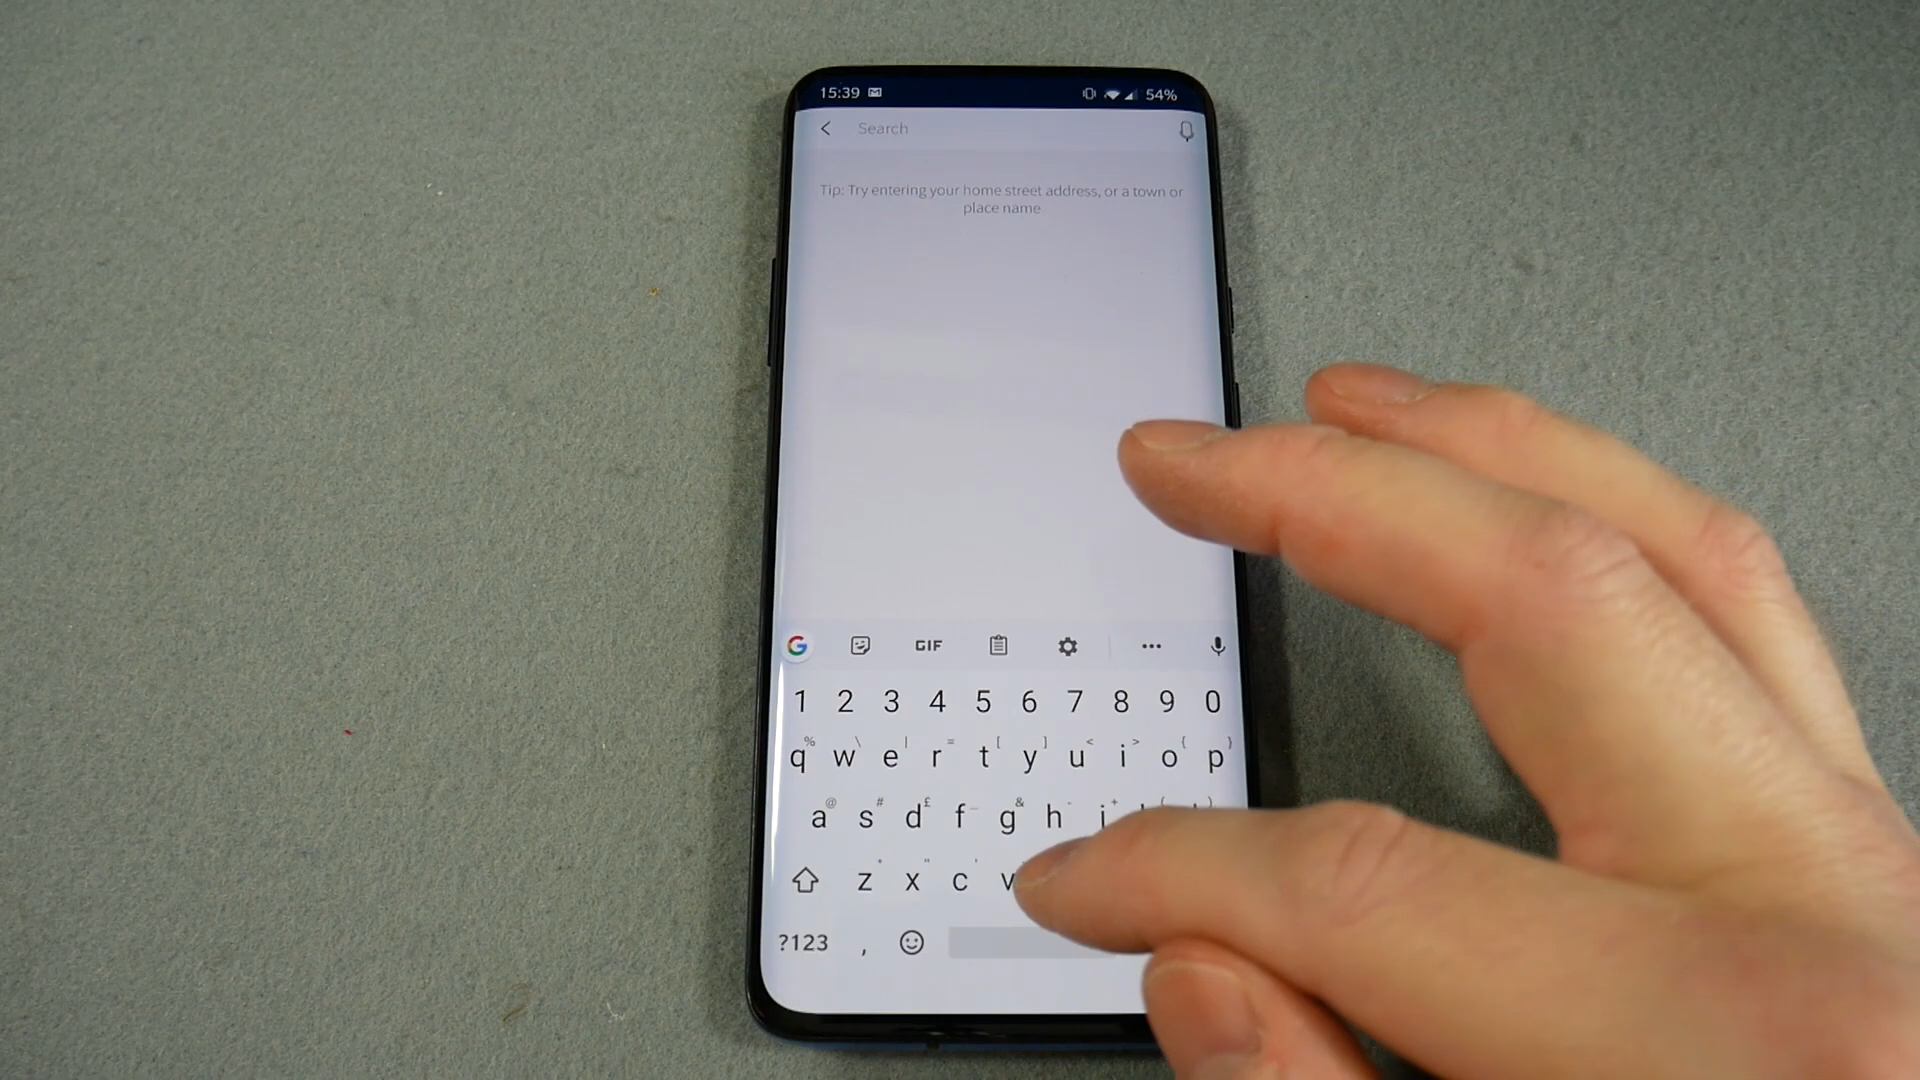 15:39 54%
Search
Tip: Try entering your home street address, or a town or
place name
G GIF
1 2 3 4 5 6 7 8 9 0
% \ | = [ ] < > { }
q w e r t y u i o p
@ # £ & - + ( )
a s d f g h j
* " '
z x c v
?123 ,